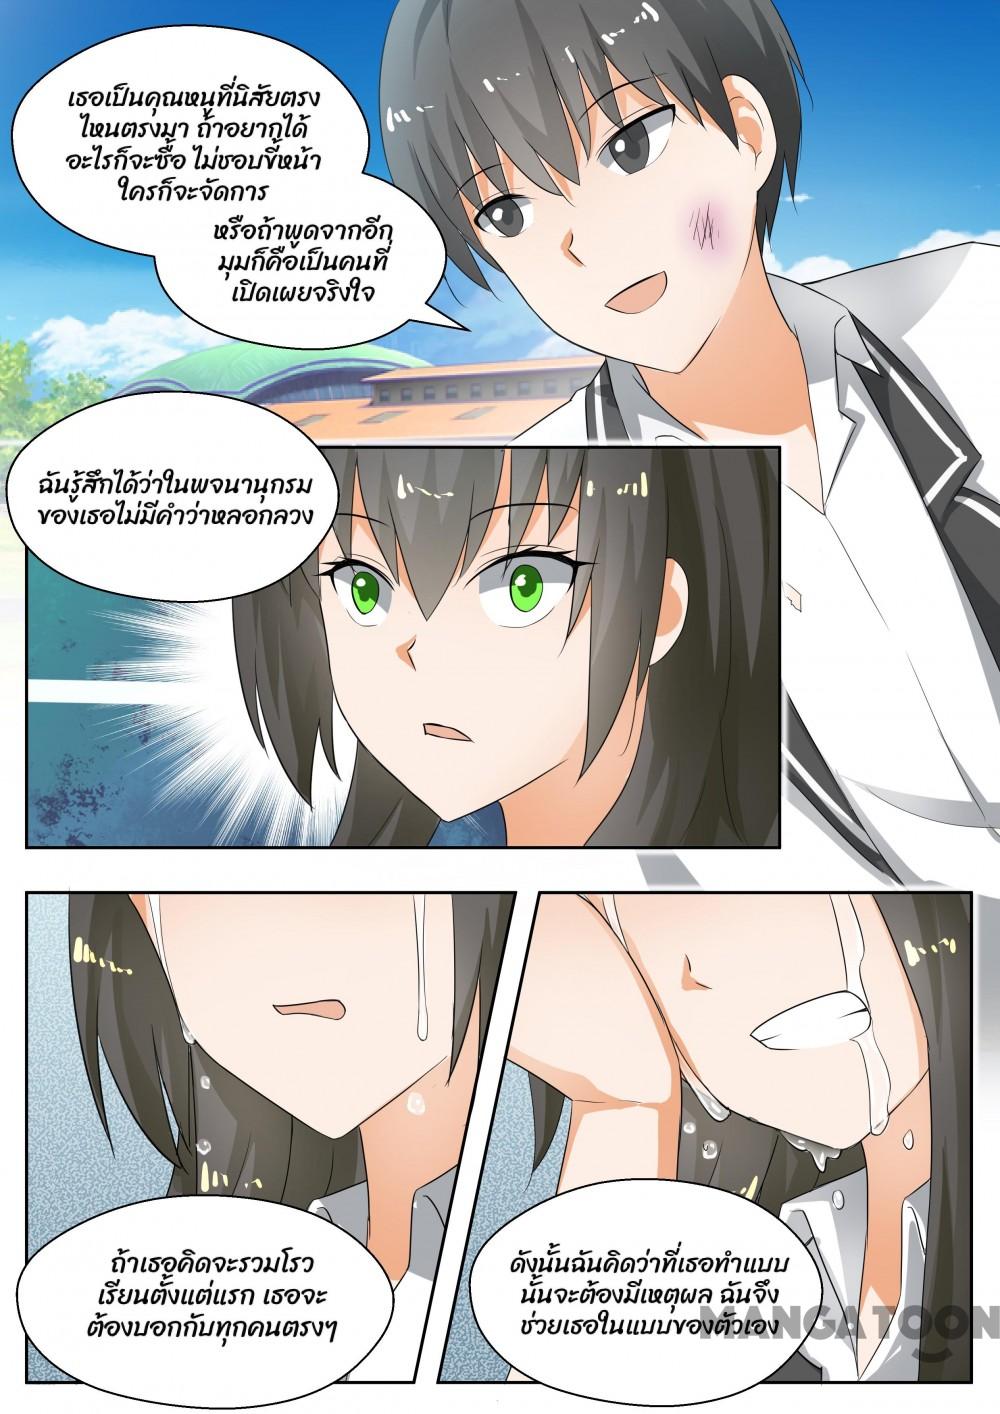 เธอเป็นคุณหนูที่นิสัยตรง
ไหนตรงมา ถ้าอยากได้
อะไรก็จะซื้อ ไม่ชอบขี้หน้า
ใครก็จะจัดการ
หรือถ้าพูดจากอีก
มุมก็คือเป็นคนที่
เปิดเผยจริงใจ
ฉันรู้สึกได้ว่าในพจนานุกรม
ของเธอไม่มีคำว่าหลอกลวง
ถ้าเธอคิดจะรวมโรว
เรียนตั้งแต่แรก เธอจะ
ต้องบอกกับทุกคนตรงๆ
ดังนั้นฉันคิดว่าที่เธอทำแบบ
นั้นจะต้องมีเหตุผล ฉันจึง
ช่วยเธอในแบบของตัวเอง
MANGATOON